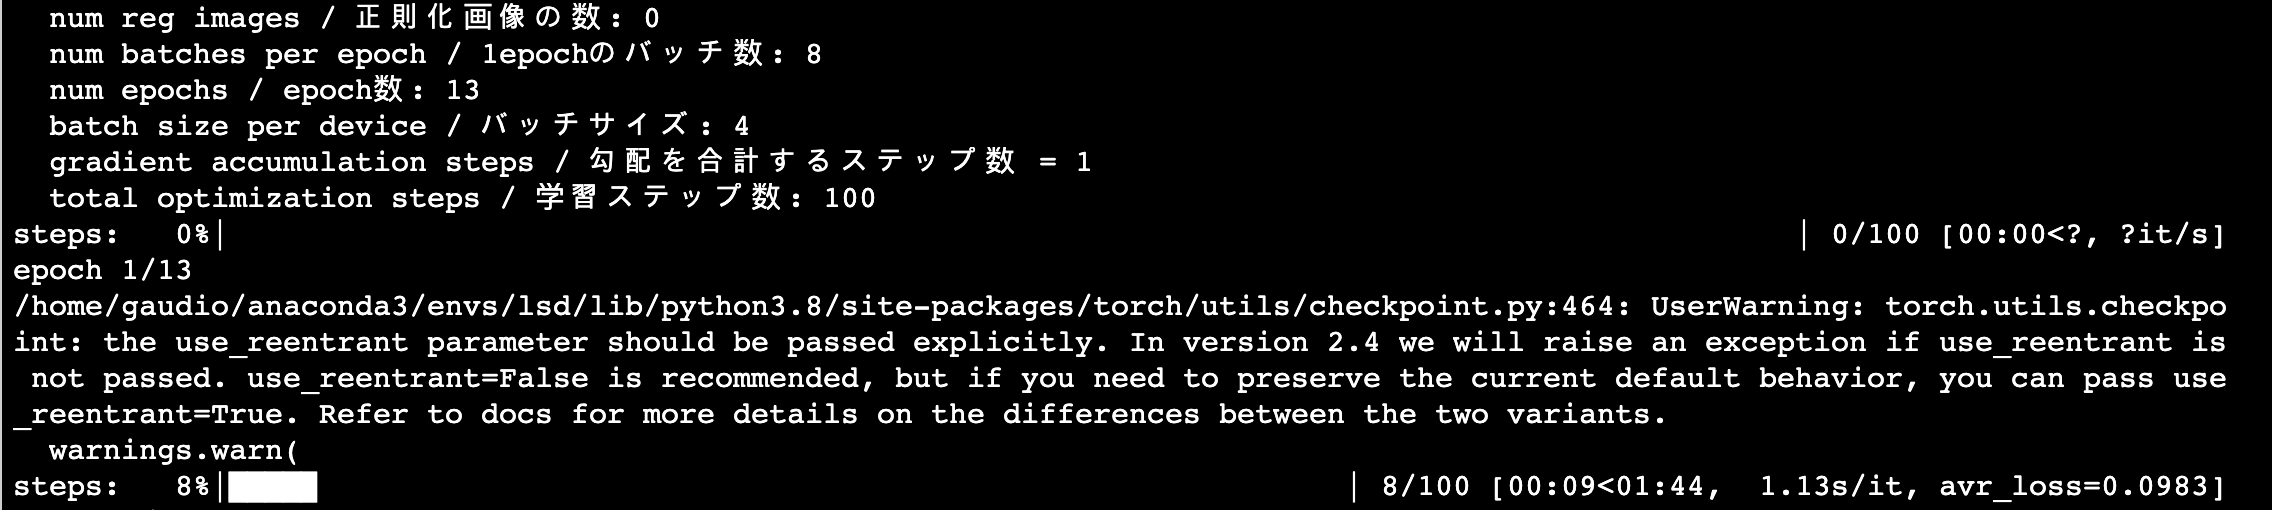 num reg images / 正則化画像の数: 0
num batches per epoch / 1epochのバッチ数: 8
num epochs / epoch数: 13
batch size per device / バッチサイズ: 4
gradient accumulation steps / 勾配を合計するステップ数 = 1
total optimization steps / 学習ステップ数: 100
steps:   0%|          | 0/100 [00:00<?, ?it/s]
epoch 1/13
/home/gaudio/anaconda3/envs/lsd/lib/python3.8/site-packages/torch/utils/checkpoint.py:464: UserWarning: torch.utils.checkpo
int: the use_reentrant parameter should be passed explicitly. In version 2.4 we will raise an exception if use_reentrant is
 not passed. use_reentrant=False is recommended, but if you need to preserve the current default behavior, you can pass use
_reentrant=True. Refer to docs for more details on the differences between the two variants.
  warnings.warn(
steps:   8%|          | 8/100 [00:09<01:44,  1.13s/it, avr_loss=0.0983]